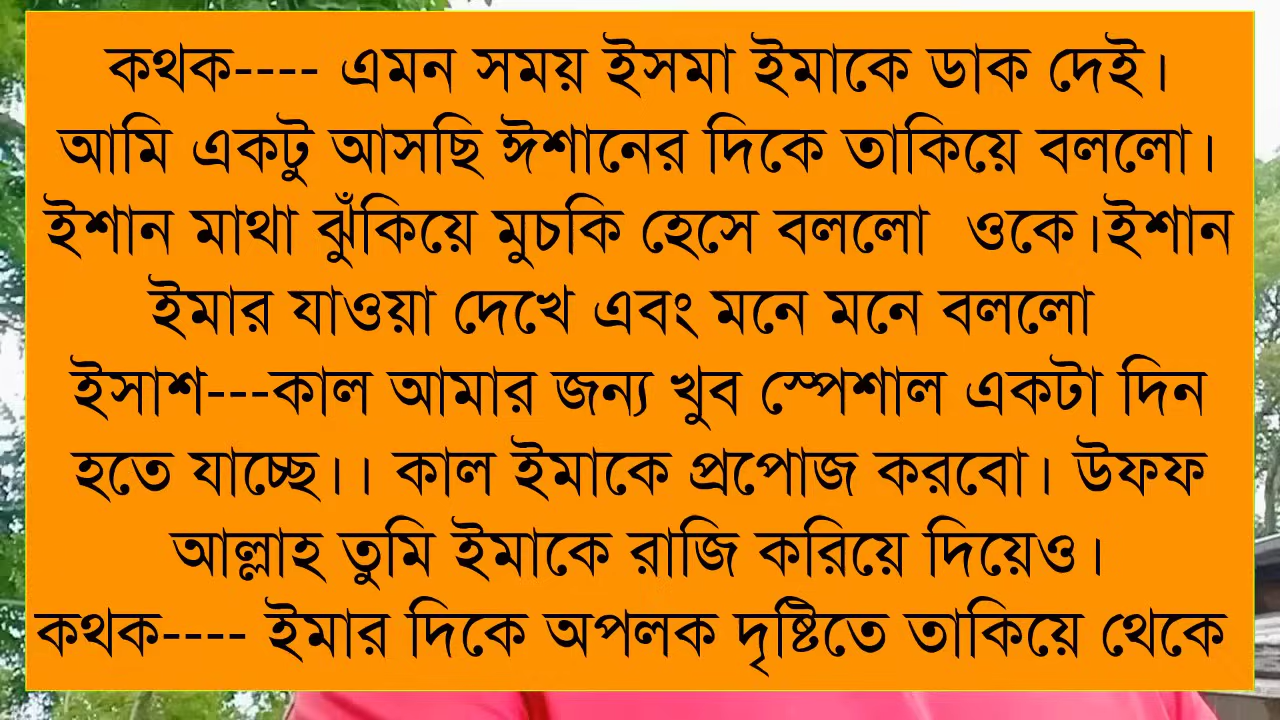 কথক---- এমন সময় ইসমা ইমাকে ডাক দেই।
আমি একটু আসছি ঈশানের দিকে তাকিয়ে বললো।
ইশান মাথা ঝুঁকিয়ে মুচকি হেসে বললো  ওকে।ইশান
ইমার যাওয়া দেখে এবং মনে মনে বললো
ইসাশ---কাল আমার জন্য খুব স্পেশাল একটা দিন
হতে যাচ্ছে।। কাল ইমাকে প্রপোজ করবো। উফফ
আল্লাহ তুমি ইমাকে রাজি করিয়ে দিয়েও।
কথক---- ইমার দিকে অপলক দৃষ্টিতে তাকিয়ে থেকে